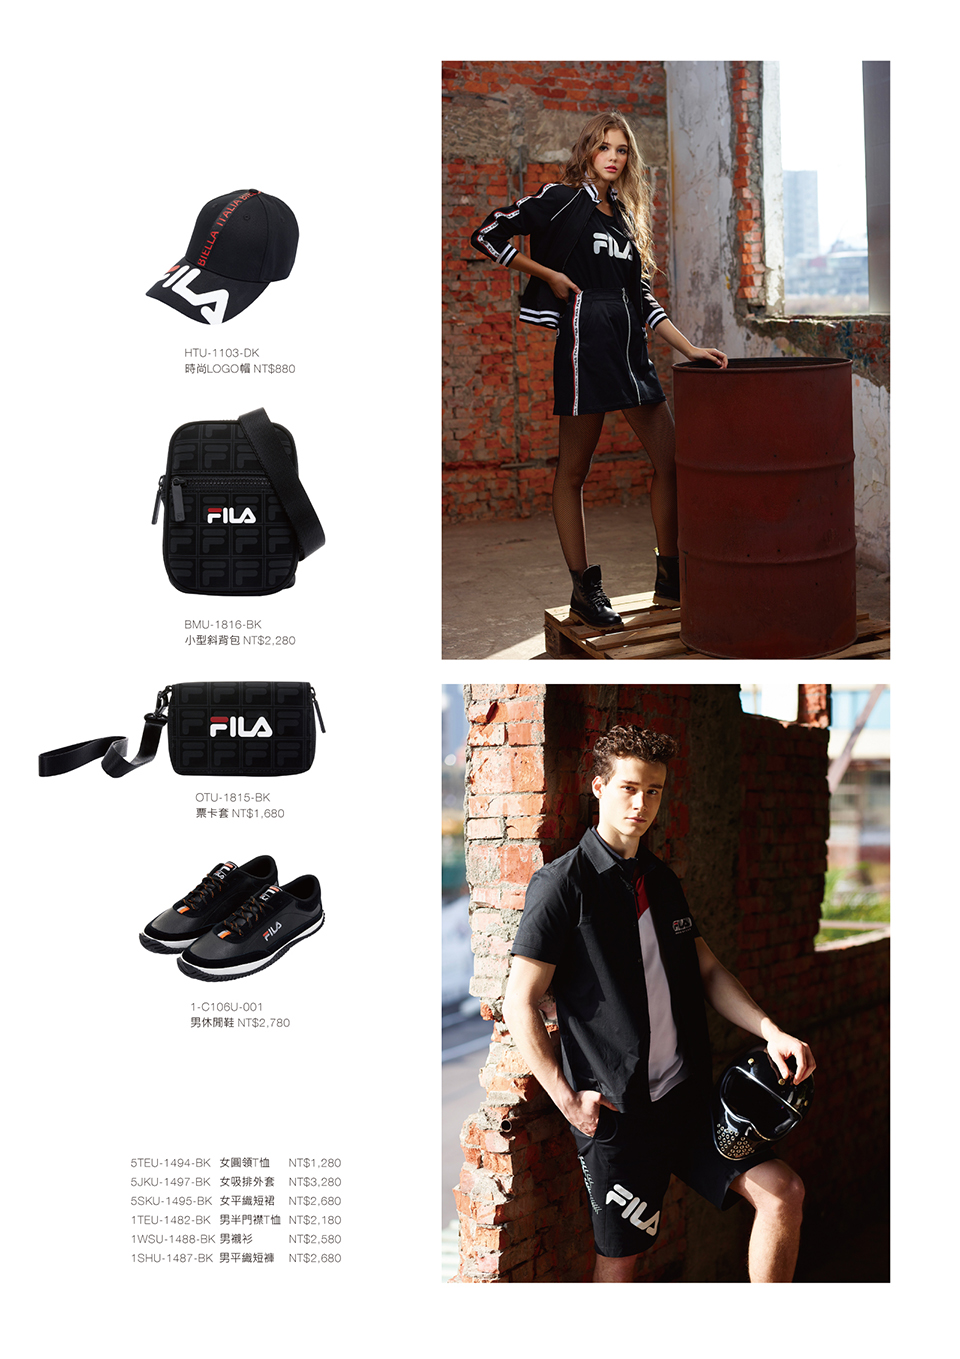 BIELLA ITALIA
FILA
HTU-1103-DK
時尚LOGO帽 NT$880
FILA
BMU-1816-BK
小型斜背包 NT$2,280
FILA
OTU-1815-BK
票卡套 NT$1,680
FILA
1-C106U-001
男休閒鞋 NT$2,780
5TEU-1494-BK 女圓領T恤 NT$1,280
5JKU-1497-BK 女吸排外套 NT$3,280
5SKU-1495-BK 女平織短裙 NT$2,680
1TEU-1482-BK 男半門襟T恤 NT$2,180
1WSU-1488-BK 男襯衫 NT$2,580
1SHU-1487-BK 男平織短褲 NT$2,680
FILA
FILA
FILA